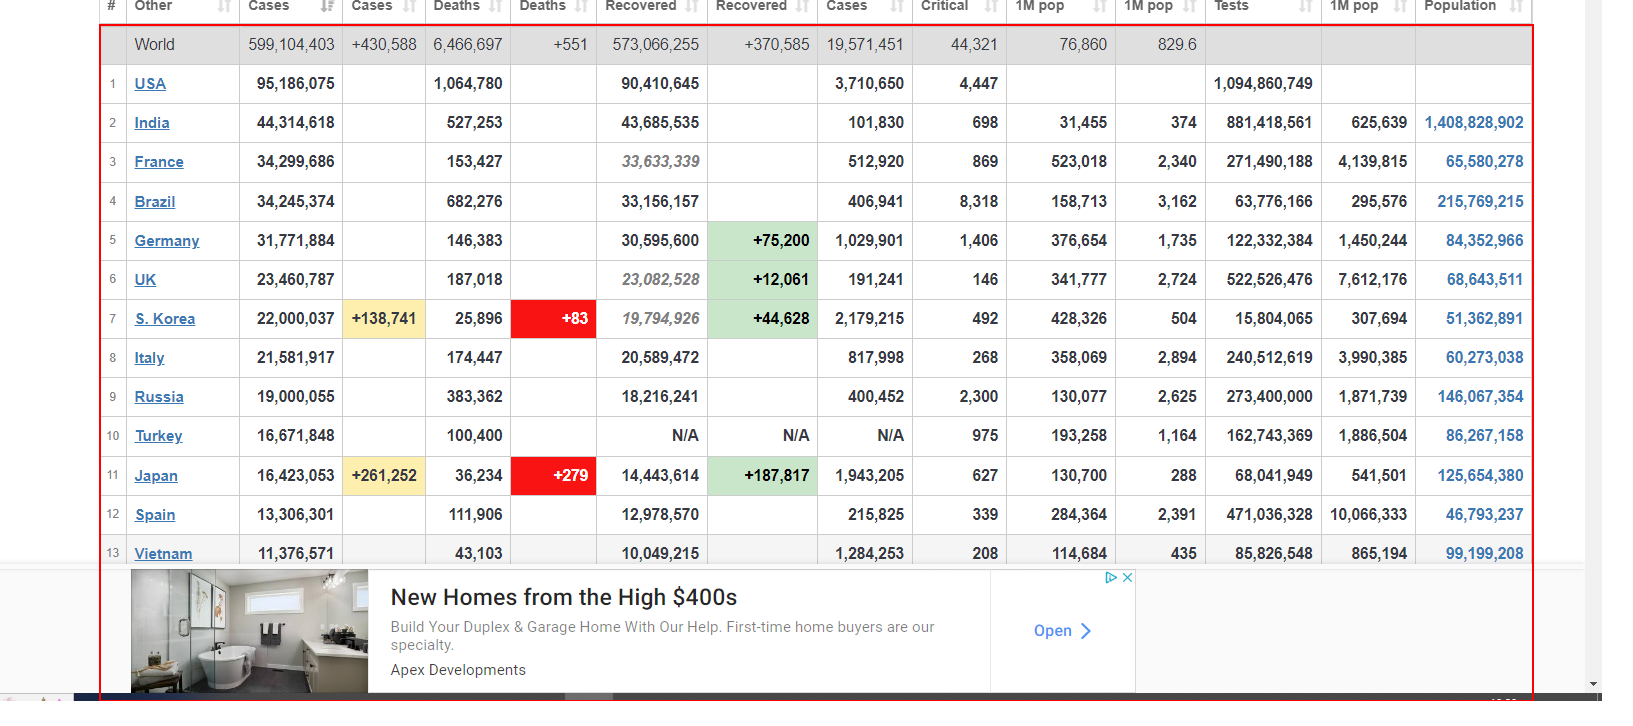 # Other Cases Cases Deaths Deaths Recovered Recovered Cases Critical 1M pop 1M pop Tests 1M pop Population
World 599,104,403 +430,588 6,466,697 +551 573,066,255 +370,585 19,571,451 44,321 76,860 829.6
1 USA 95,186,075 1,064,780 90,410,645 3,710,650 4,447 1,094,860,749
2 India 44,314,618 527,253 43,685,535 101,830 698 31,455 374 881,418,561 625,639 1,408,828,902
3 France 34,299,686 153,427 33,633,339 512,920 869 523,018 2,340 271,490,188 4,139,815 65,580,278
4 Brazil 34,245,374 682,276 33,156,157 406,941 8,318 158,713 3,162 63,776,166 295,576 215,769,215
5 Germany 31,771,884 146,383 30,595,600 +75,200 1,029,901 1,406 376,654 1,735 122,332,384 1,450,244 84,352,966
6 UK 23,460,787 187,018 23,082,528 +12,061 191,241 146 341,777 2,724 522,526,476 7,612,176 68,643,511
7 S. Korea 22,000,037 +138,741 25,896 +83 19,794,926 +44,628 2,179,215 492 428,326 504 15,804,065 307,694 51,362,891
8 Italy 21,581,917 174,447 20,589,472 817,998 268 358,069 2,894 240,512,619 3,990,385 60,273,038
9 Russia 19,000,055 383,362 18,216,241 400,452 2,300 130,077 2,625 273,400,000 1,871,739 146,067,354
10 Turkey 16,671,848 100,400 N/A N/A N/A 975 193,258 1,164 162,743,369 1,886,504 86,267,158
11 Japan 16,423,053 +261,252 36,234 +279 14,443,614 +187,817 1,943,205 627 130,700 288 68,041,949 541,501 125,654,380
12 Spain 13,306,301 111,906 12,978,570 215,825 339 284,364 2,391 471,036,328 10,066,333 46,793,237
13 Vietnam 11,376,571 43,103 10,049,215 1,284,253 208 114,684 435 85,826,548 865,194 99,199,208
New Homes from the High $400s
Build Your Duplex & Garage Home With Our Help. First-time home buyers are our
specialty.
Open
Apex Developments